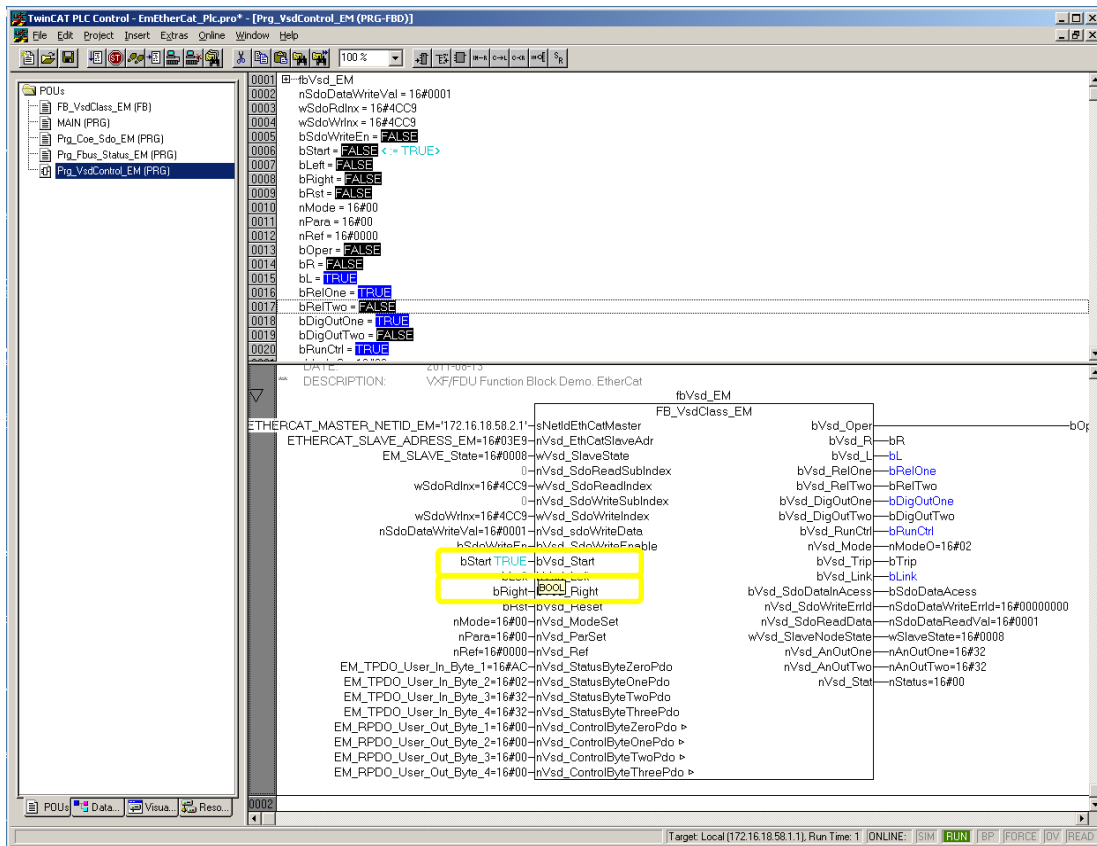 TwinCAT PLC Control - EmEtherCat_Plc.pro* - [Prg_VsdControl_EM (PRG-FBD)]
File Edit Project Insert Extras Online Window Help
100 %
POUs
FB_VsdClass_EM (FB)
MAIN (PRG)
Prg_Coe_Sdo_EM (PRG)
Prg_Fbus_Status_EM (PRG)
Prg_VsdControl_EM (PRG)
0001 fbVsd_EM
0002 nSdoDataWriteVal = 16#0001
0003 wSdoRdInx = 16#4CC9
0004 wSdoWrInx = 16#4CC9
0005 bSdoWriteEn = FALSE
0006 bStart = FALSE < := TRUE>
0007 bLeft = FALSE
0008 bRight = FALSE
0009 bRst = FALSE
0010 nMode = 16#00
0011 nPara = 16#00
0012 nRef = 16#0000
0013 bOper = FALSE
0014 bR = FALSE
0015 bL = TRUE
0016 bRelOne = TRUE
0017 bRelTwo = FALSE
0018 bDigOutOne = TRUE
0019 bDigOutTwo = FALSE
0020 bRunCtrl = TRUE
DATE: 2011-06-13
** DESCRIPTION: VXF/FDU Function Block Demo. EtherCat
fbVsd_EM
FB_VsdClass_EM
ETHERCAT_MASTER_NETID_EM='172.16.18.58.2.1' sNetIdEthCatMaster bVsd_Oper bOp
ETHERCAT_SLAVE_ADRESS_EM=16#03E9 nVsd_EthCatSlaveAdr bVsd_R bR
EM_SLAVE_State=16#0008 wVsd_SlaveState bVsd_L bL
0 nVsd_SdoReadSubIndex bVsd_RelOne bRelOne
wSdoRdInx=16#4CC9 wVsd_SdoReadIndex bVsd_RelTwo bRelTwo
0 nVsd_SdoWriteSubIndex bVsd_DigOutOne bDigOutOne
wSdoWrInx=16#4CC9 wVsd_SdoWriteIndex bVsd_DigOutTwo bDigOutTwo
nSdoDataWriteVal=16#0001 nVsd_sdoWriteData bVsd_RunCtrl bRunCtrl
bSdoWriteEn bVsd_SdoWriteEnable nVsd_Mode nModeO=16#02
bStart TRUE bVsd_Start bVsd_Trip bTrip
bVsd_Link bLink
bRight BOOL Right bVsd_SdoDataInAcess bSdoDataAcess
bRst bVsd_Reset nVsd_SdoWriteErrId nSdoDataWriteErrId=16#00000000
nMode=16#00 nVsd_ModeSet nVsd_SdoReadData nSdoDataReadVal=16#0001
nPara=16#00 nVsd_ParSet wVsd_SlaveNodeState wSlaveState=16#0008
nRef=16#0000 nVsd_Ref nVsd_AnOutOne nAnOutOne=16#32
EM_TPDO_User_In_Byte_1=16#AC nVsd_StatusByteZeroPdo nVsd_AnOutTwo nAnOutTwo=16#32
EM_TPDO_User_In_Byte_2=16#02 nVsd_StatusByteOnePdo nVsd_Stat nStatus=16#00
EM_TPDO_User_In_Byte_3=16#32 nVsd_StatusByteTwoPdo
EM_TPDO_User_In_Byte_4=16#32 nVsd_StatusByteThreePdo
EM_RPDO_User_Out_Byte_1=16#00 nVsd_ControlByteZeroPdo
EM_RPDO_User_Out_Byte_2=16#00 nVsd_ControlByteOnePdo
EM_RPDO_User_Out_Byte_3=16#00 nVsd_ControlByteTwoPdo
EM_RPDO_User_Out_Byte_4=16#00 nVsd_ControlByteThreePdo
0002
POUs Data... Visua... Reso...
Target: Local (172.16.18.58.1.1), Run Time: 1 ONLINE: SIM RUN BP FORCE OV READ